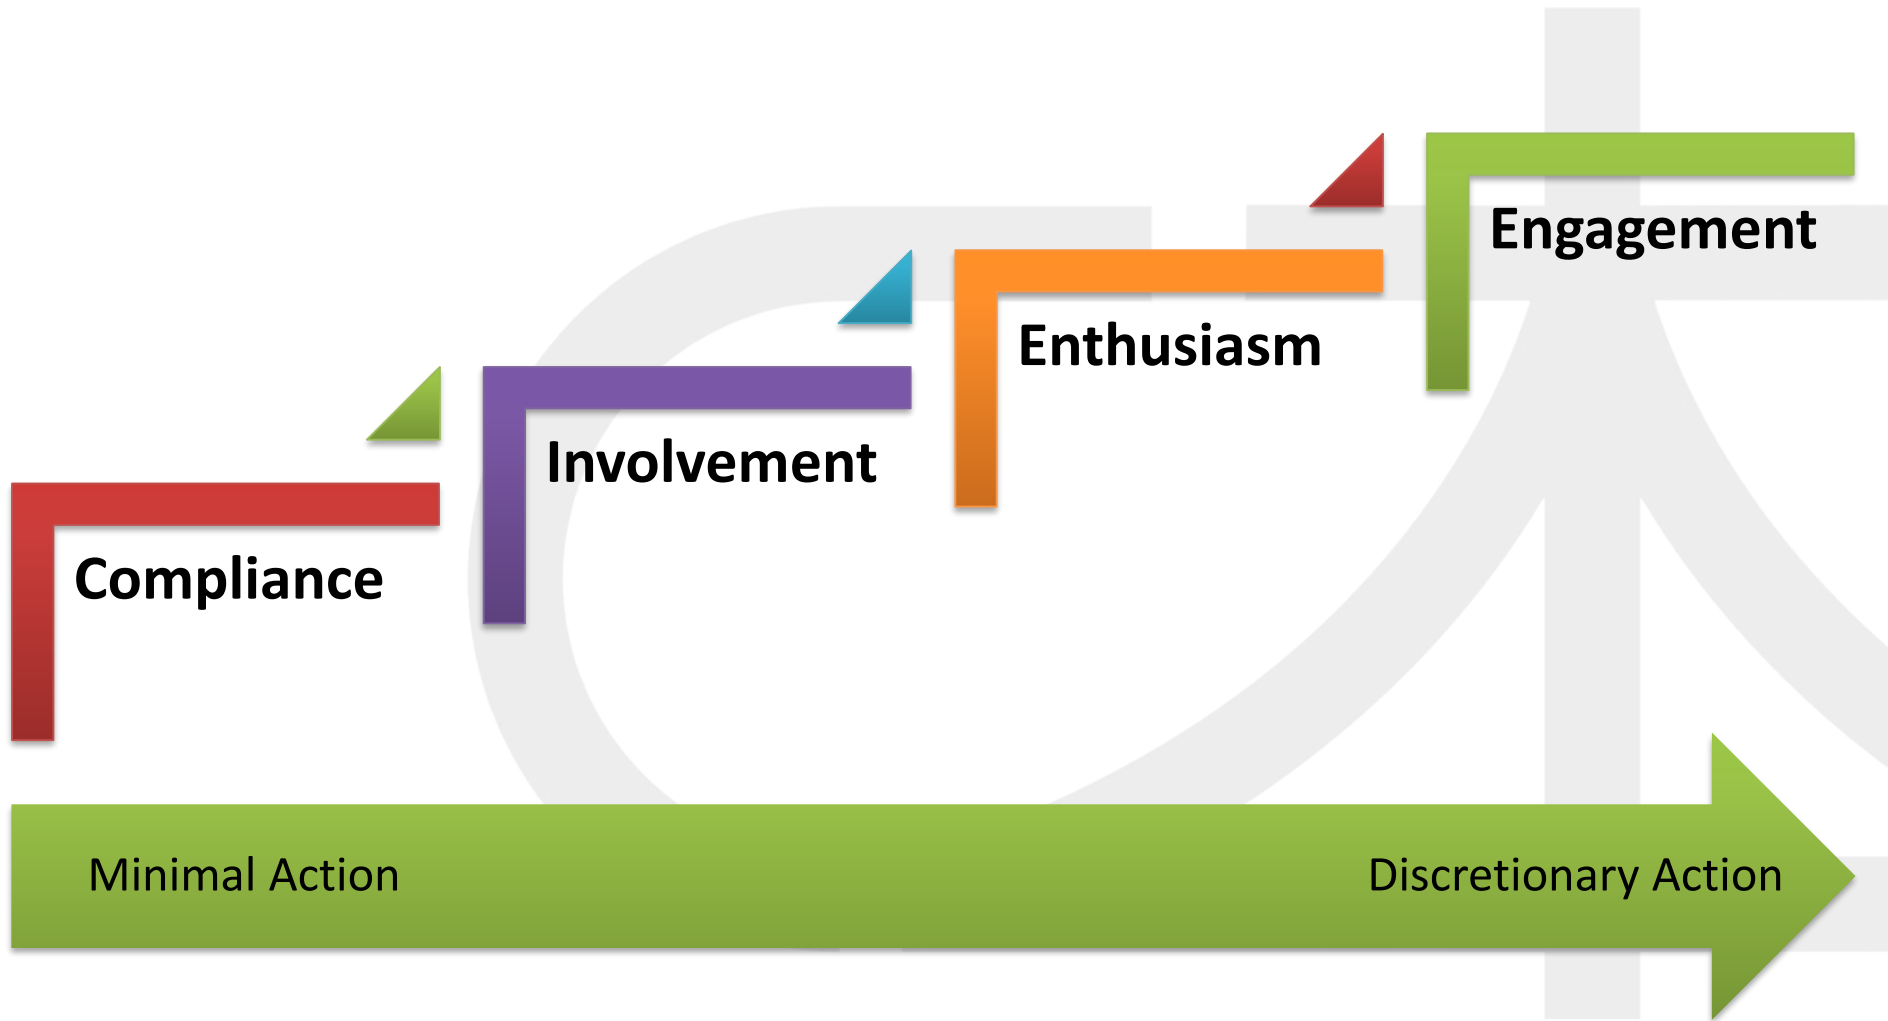 Engagement
Enthusiasm
Involvement
Compliance
Minimal Action
Discretionary Action